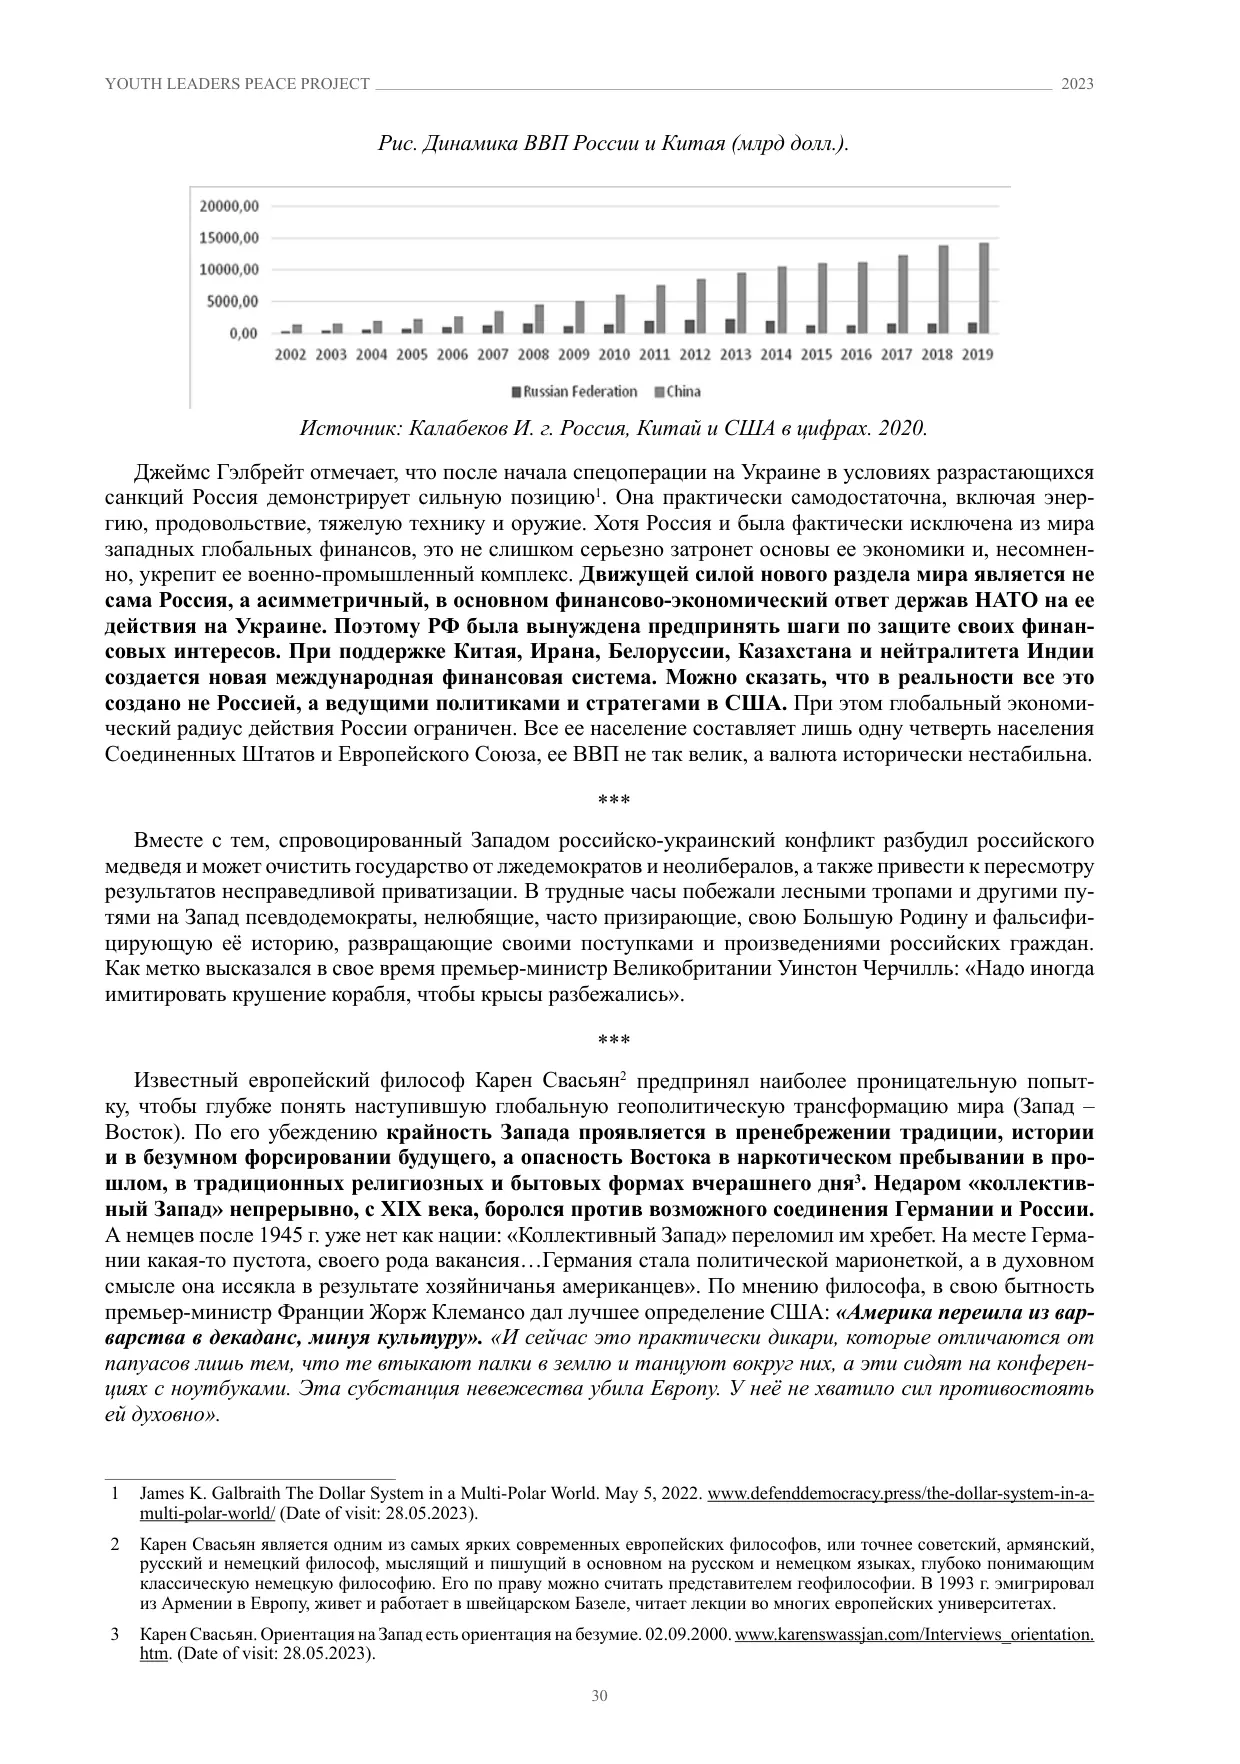 YOUTH LEADERS PEACE PROJECT 2023
Рис. Динамика ВВП России и Китая (млрд долл.).
20000,00
15000,00
10000,00
5000,00
0,00
2002 2003 2004 2005 2006 2007 2008 2009 2010 2011 2012 2013 2014 2015 2016 2017 2018 2019
Russian Federation China
Источник: Калабеков И. г. Россия, Китай и США в цифрах. 2020.
Джеймс Гэлбрейт отмечает, что после начала спецоперации на Украине в условиях разрастающихся
санкций Россия демонстрирует сильную позицию1. Она практически самодостаточна, включая энер-
гию, продовольствие, тяжелую технику и оружие. Хотя Россия и была фактически исключена из мира
западных глобальных финансов, это не слишком серьезно затронет основы ее экономики и, несомнен-
но, укрепит ее военно-промышленный комплекс. Движущей силой нового раздела мира является не
сама Россия, а асимметричный, в основном финансово-экономический ответ держав НАТО на ее
действия на Украине. Поэтому РФ была вынуждена предпринять шаги по защите своих финан-
совых интересов. При поддержке Китая, Ирана, Белоруссии, Казахстана и нейтралитета Индии
создается новая международная финансовая система. Можно сказать, что в реальности все это
создано не Россией, а ведущими политиками и стратегами в США. При этом глобальный экономи-
ческий радиус действия России ограничен. Все ее население составляет лишь одну четверть населения
Соединенных Штатов и Европейского Союза, ее ВВП не так велик, а валюта исторически нестабильна.
***
Вместе с тем, спровоцированный Западом российско-украинский конфликт разбудил российского
медведя и может очистить государство от лжедемократов и неолибералов, а также привести к пересмотру
результатов несправедливой приватизации. В трудные часы побежали лесными тропами и другими пу-
тями на Запад псевдодемократы, нелюбящие, часто призирающие, свою Большую Родину и фальсифи-
цирующую её историю, развращающие своими поступками и произведениями российских граждан.
Как метко высказался в свое время премьер-министр Великобритании Уинстон Черчилль: «Надо иногда
имитировать крушение корабля, чтобы крысы разбежались».
***
Известный европейский философ Карен Свасьян2 предпринял наиболее проницательную попыт-
ку, чтобы глубже понять наступившую глобальную геополитическую трансформацию мира (Запад –
Восток). По его убеждению крайность Запада проявляется в пренебрежении традиции, истории
и в безумном форсировании будущего, а опасность Востока в наркотическом пребывании в про-
шлом, в традиционных религиозных и бытовых формах вчерашнего дня3. Недаром «коллектив-
ный Запад» непрерывно, с XIX века, боролся против возможного соединения Германии и России.
А немцев после 1945 г. уже нет как нации: «Коллективный Запад» переломил им хребет. На месте Герма-
нии какая-то пустота, своего рода вакансия…Германия стала политической марионеткой, а в духовном
смысле она иссякла в результате хозяйничанья американцев». По мнению философа, в свою бытность
премьер-министр Франции Жорж Клемансо дал лучшее определение США: «Америка перешла из вар-
варства в декаданс, минуя культуру». «И сейчас это практически дикари, которые отличаются от
папуасов лишь тем, что те втыкают палки в землю и танцуют вокруг них, а эти сидят на конферен-
циях с ноутбуками. Эта субстанция невежества убила Европу. У неё не хватило сил противостоять
ей духовно».
1 James K. Galbraith The Dollar System in a Multi-Polar World. May 5, 2022. www.defenddemocracy.press/the-dollar-system-in-a-
multi-polar-world/ (Date of visit: 28.05.2023).
2 Карен Свасьян является одним из самых ярких современных европейских философов, или точнее советский, армянский,
русский и немецкий философ, мыслящий и пишущий в основном на русском и немецком языках, глубоко понимающим
классическую немецкую философию. Его по праву можно считать представителем геофилософии. В 1993 г. эмигрировал
из Армении в Европу, живет и работает в швейцарском Базеле, читает лекции во многих европейских университетах.
3 Карен Свасьян. Ориентация на Запад есть ориентация на безумие. 02.09.2000. www.karenswassjan.com/Interviews_orientation.
htm. (Date of visit: 28.05.2023).
30